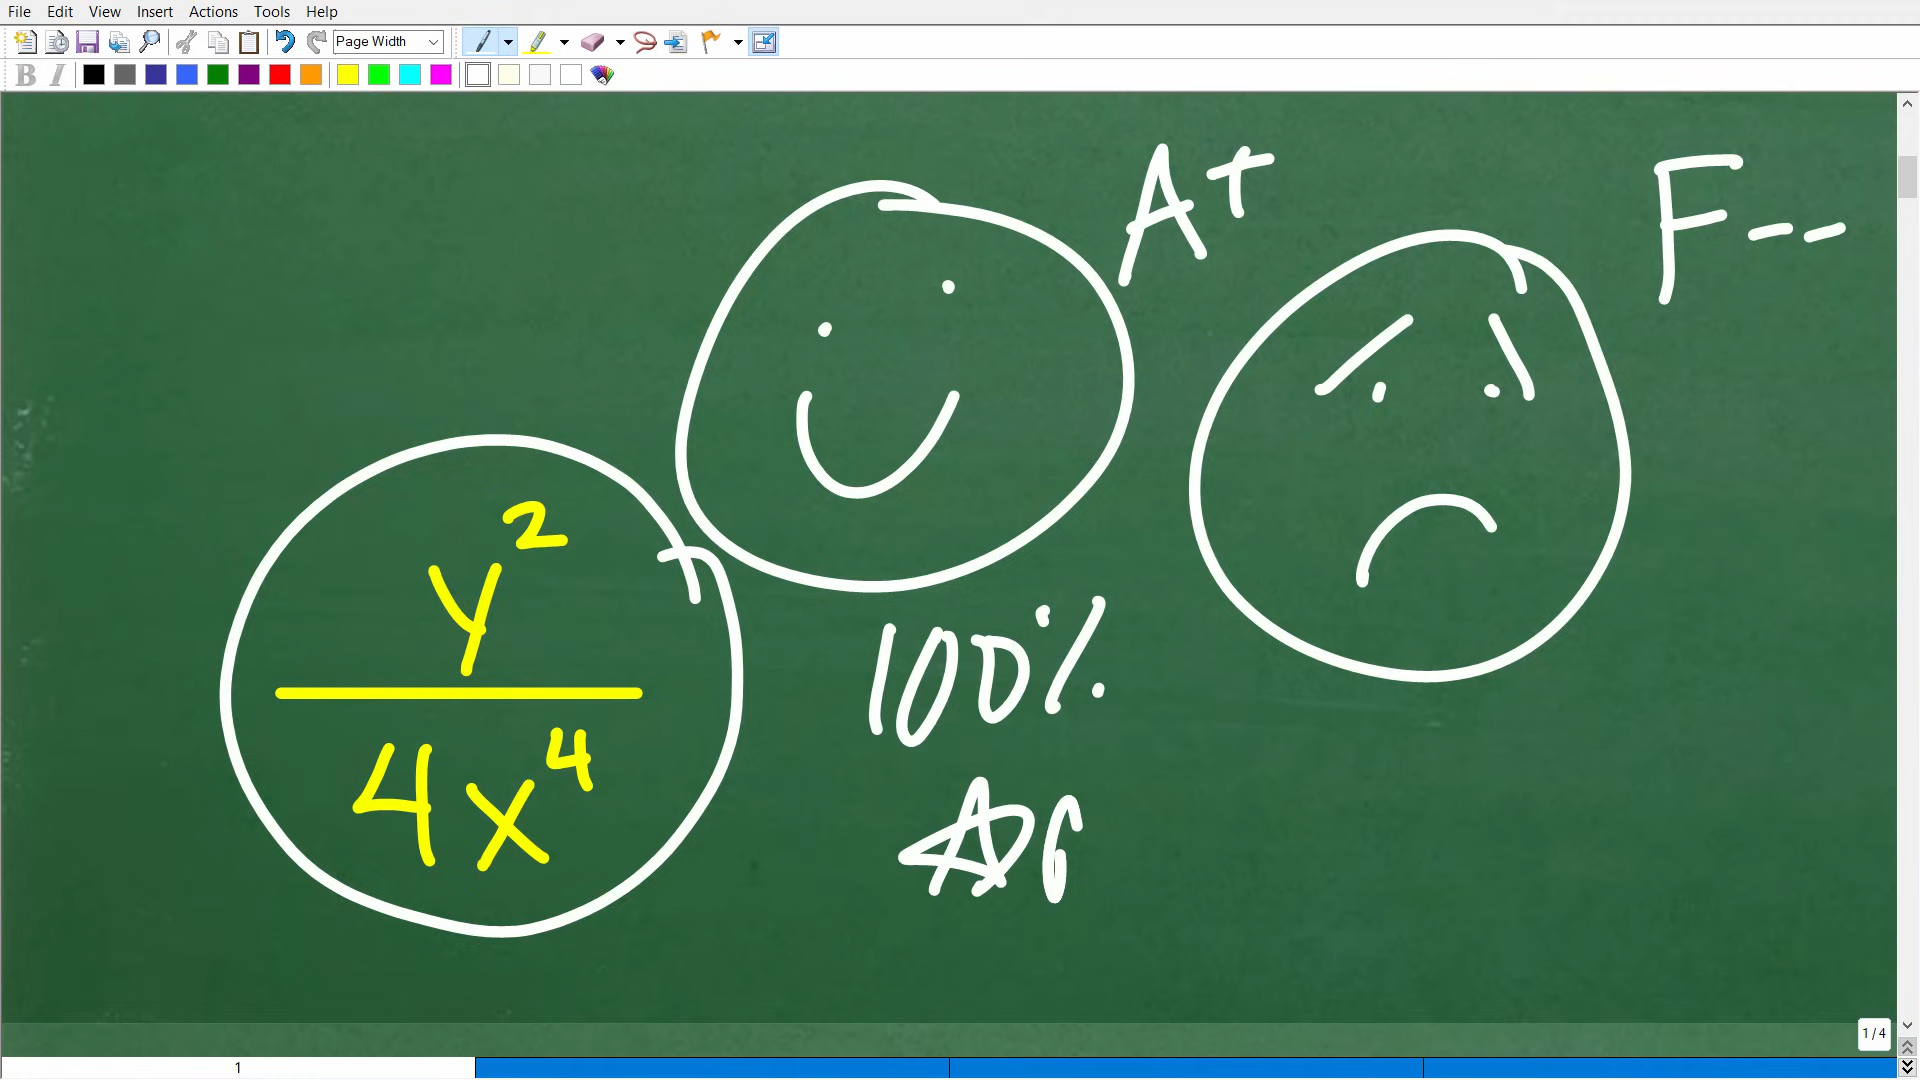 File Edit View Insert Actions Tools Help
Page Width
B I
A+
F--
y²
4x⁴
100%
1 / 4
1